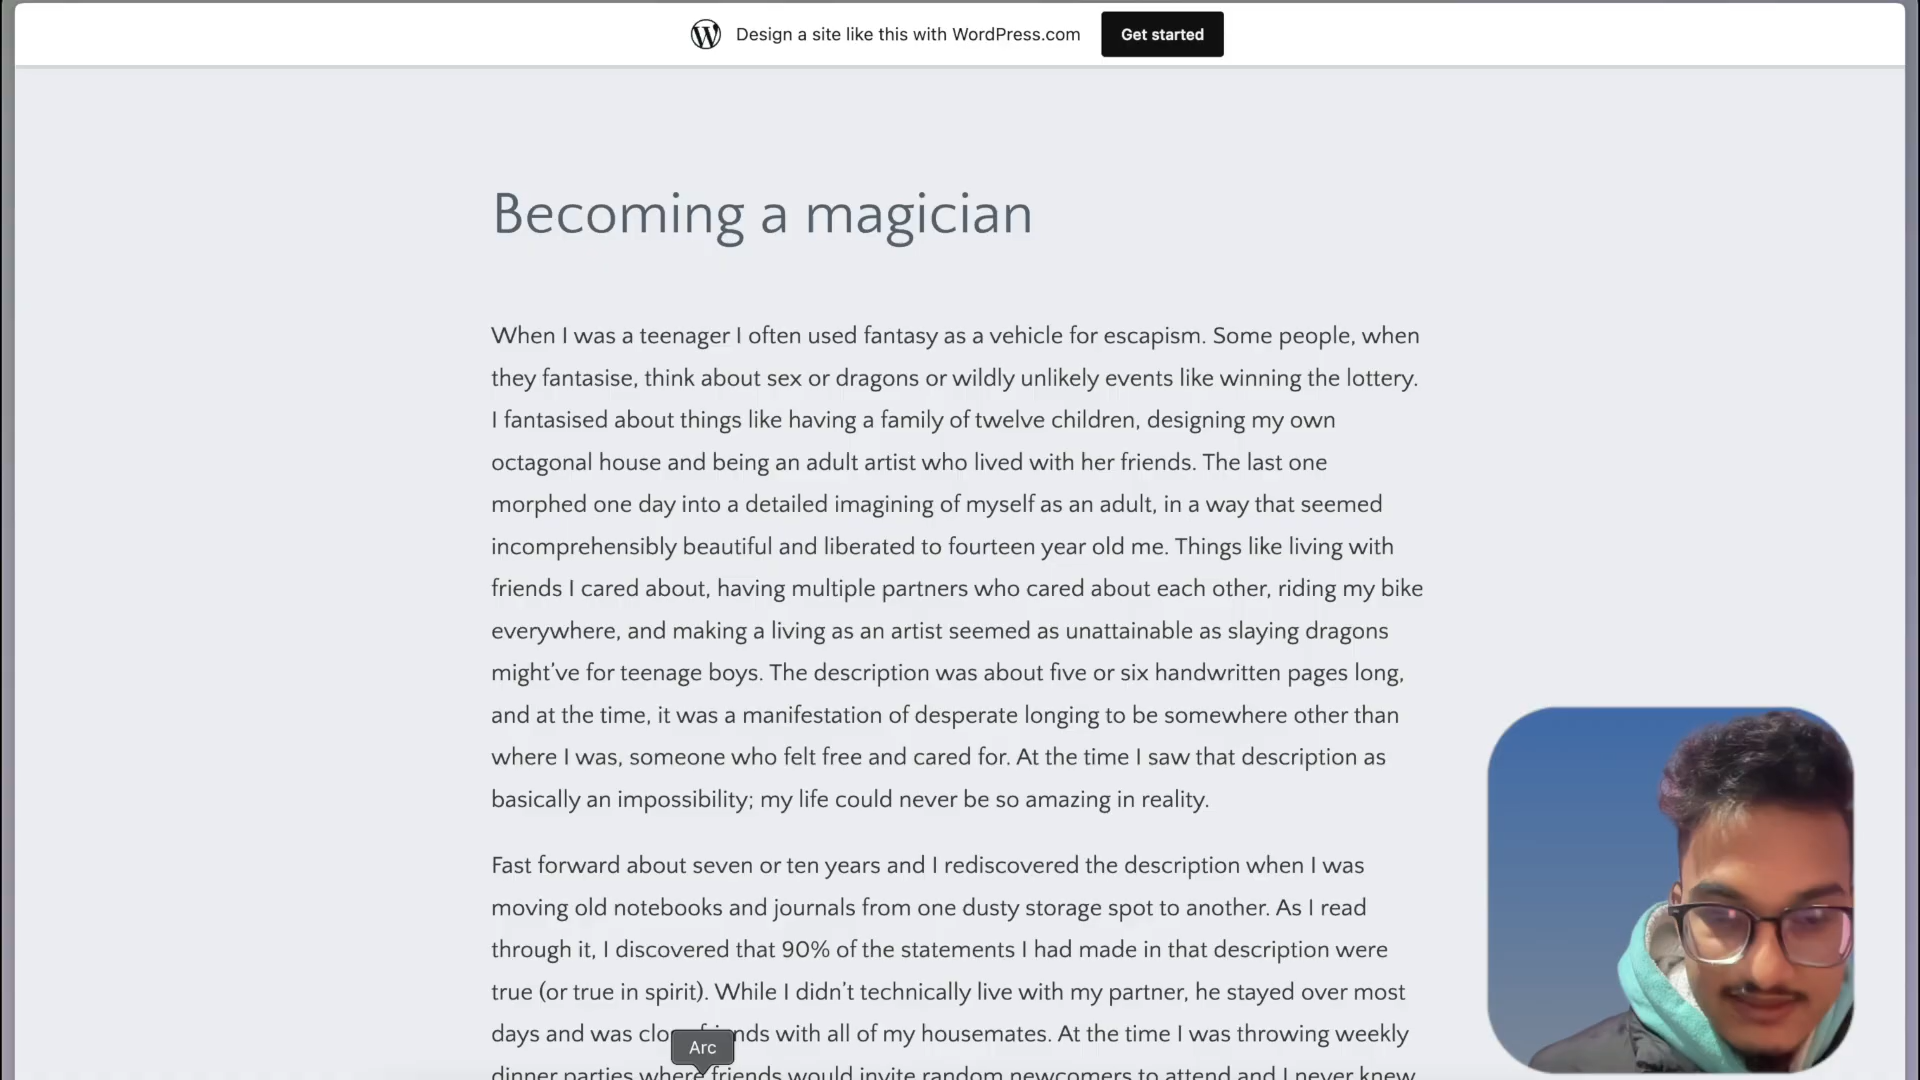 Design a site like this with WordPress.com
Get started
Becoming a magician
When I was a teenager I often used fantasy as a vehicle for escapism. Some people, when
they fantasise, think about sex or dragons or wildly unlikely events like winning the lottery.
I fantasised about things like having a family of twelve children, designing my own
octagonal house and being an adult artist who lived with her friends. The last one
morphed one day into a detailed imagining of myself as an adult, in a way that seemed
incomprehensibly beautiful and liberated to fourteen year old me. Things like living with
friends I cared about, having multiple partners who cared about each other, riding my bike
everywhere, and making a living as an artist seemed as unattainable as slaying dragons
might’ve for teenage boys. The description was about five or six handwritten pages long,
and at the time, it was a manifestation of desperate longing to be somewhere other than
where I was, someone who felt free and cared for. At the time I saw that description as
basically an impossibility; my life could never be so amazing in reality.
Fast forward about seven or ten years and I rediscovered the description when I was
moving old notebooks and journals from one dusty storage spot to another. As I read
through it, I discovered that 90% of the statements I had made in that description were
true (or true in spirit). While I didn’t technically live with my partner, he stayed over most
days and was with all of my housemates. At the time I was throwing weekly
Arc
dinner parties where friends would invite random newcomers to attend and I never knew